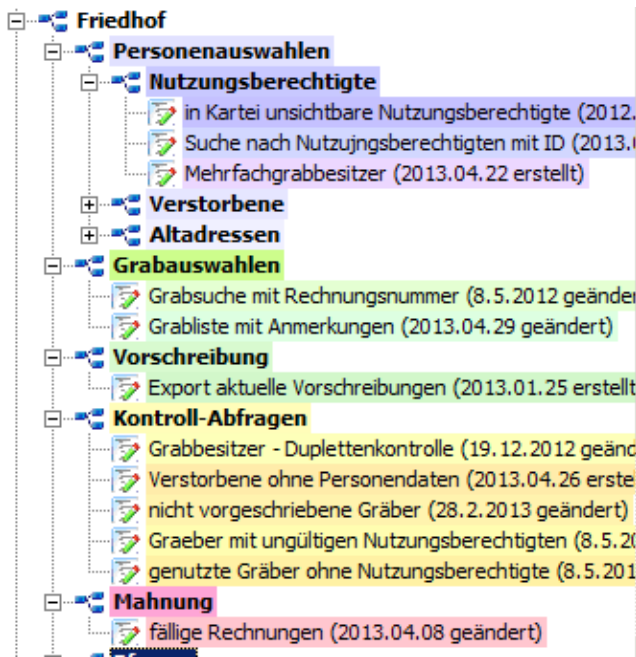 Friedhof
Personenauswahlen
Nutzungsberechtigte
in Kartei unsichtbare Nutzungsberechtigte (2012.
Suche nach Nutzujngsberechtigten mit ID (2013.
Mehrfachgrabbesitzer (2013.04.22 erstellt)
Verstorbene
Altadressen
Grabauswahlen
Grabsuche mit Rechnungsnummer (8.5.2012 geänder
Grabliste mit Anmerkungen (2013.04.29 geändert)
Vorschreibung
Export aktuelle Vorschreibungen (2013.01.25 erstellt
Kontroll-Abfragen
Grabbesitzer - Duplettenkontrolle (19.12.2012 geänd
Verstorbene ohne Personendaten (2013.04.26 erste
nicht vorgeschriebene Gräber (28.2.2013 geändert)
Graeber mit ungültigen Nutzungsberechtigten (8.5.20
genutzte Gräber ohne Nutzungsberechtigte (8.5.201
Mahnung
fällige Rechnungen (2013.04.08 geändert)